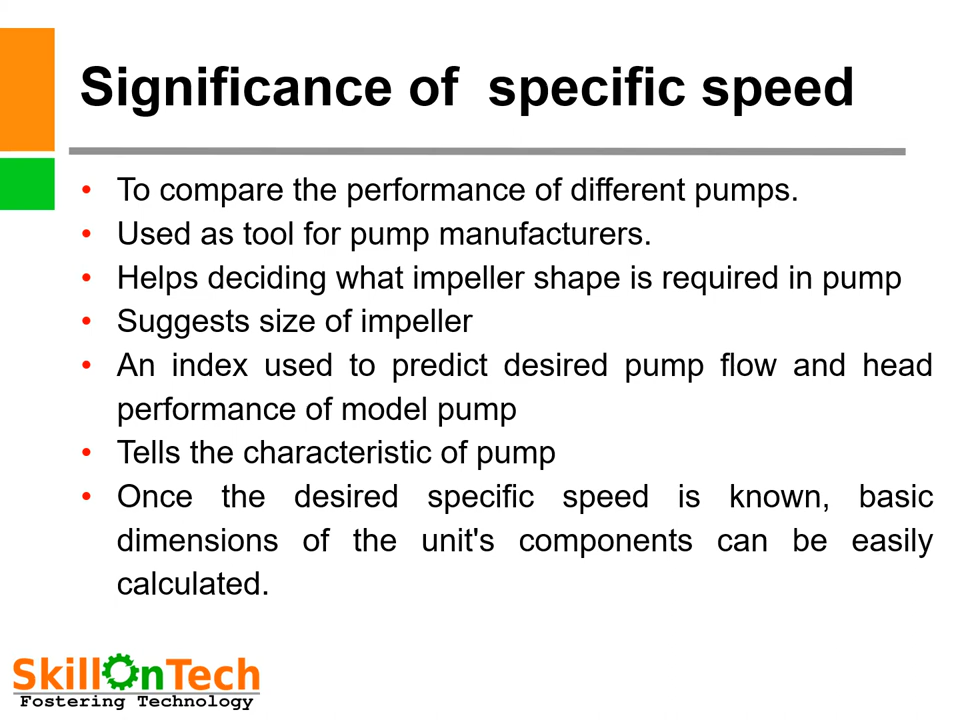 Significance of specific speed
• To compare the performance of different pumps.
• Used as tool for pump manufacturers.
• Helps deciding what impeller shape is required in pump
• Suggests size of impeller
• An index used to predict desired pump flow and head
performance of model pump
• Tells the characteristic of pump
• Once the desired specific speed is known, basic
dimensions of the unit's components can be easily
calculated.
SkillOnTech
Fostering Technology